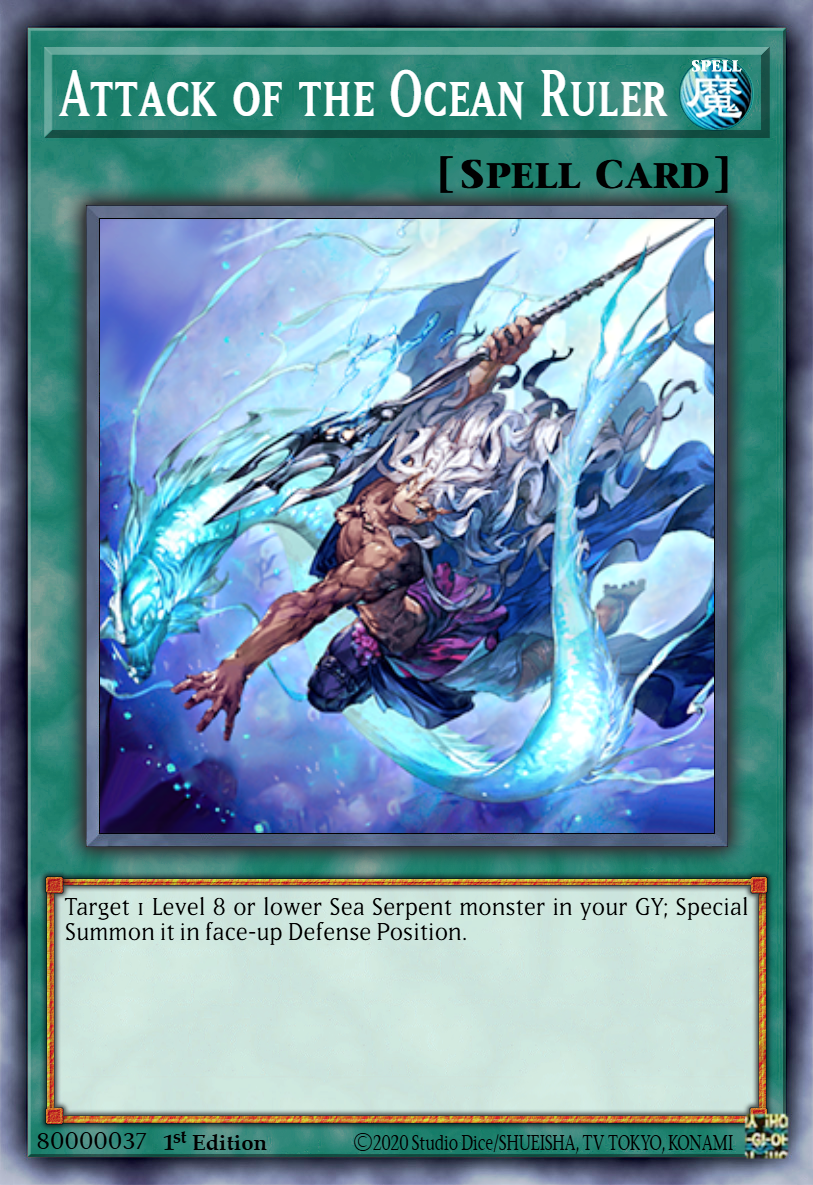 ATTACK OF THE OCEAN RULER
SPELL
魔
[SPELL CARD]
Target 1 Level 8 or lower Sea Serpent monster in your GY; Special
Summon it in face-up Defense Position.
80000037 1st Edition ©2020 Studio Dice/SHUEISHA, TV TOKYO, KONAMI